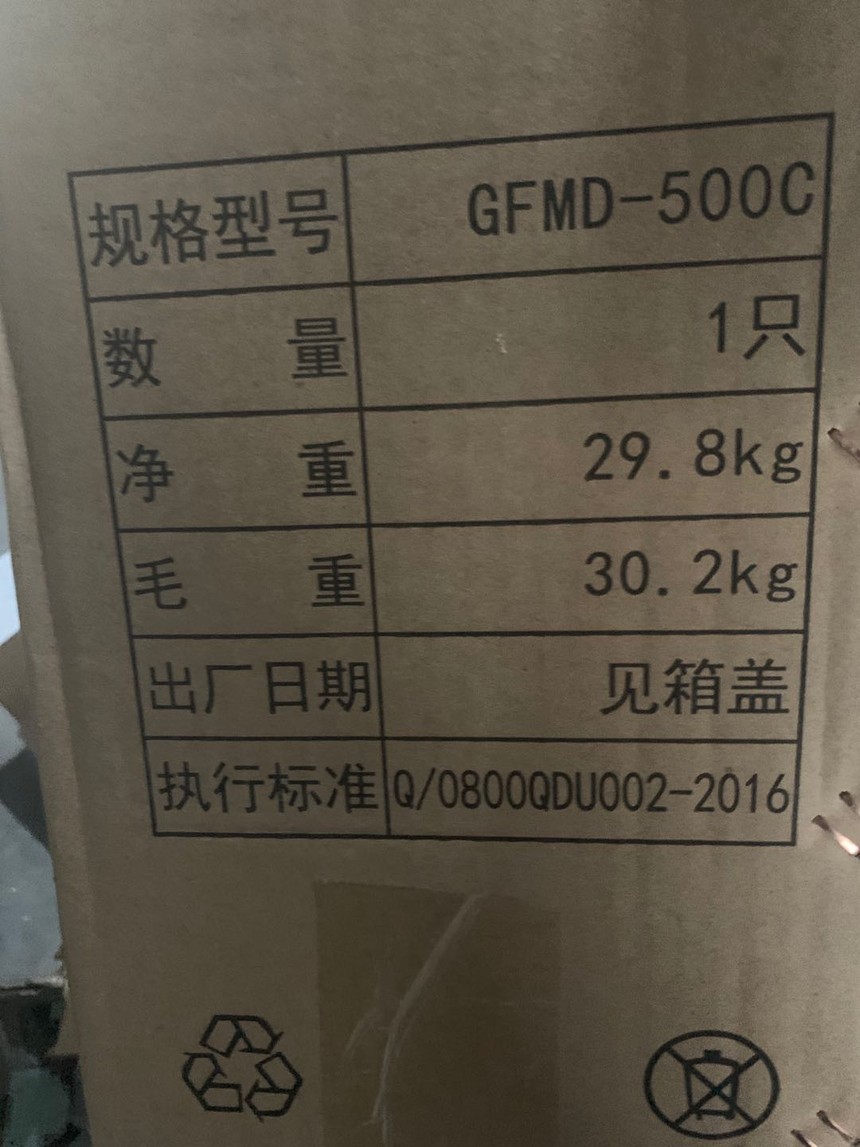 规格型号 GFMD-500C
数量 1只
净重 29.8kg
毛重 30.2kg
出厂日期 见箱盖
执行标准 Q/0800QDU002-2016